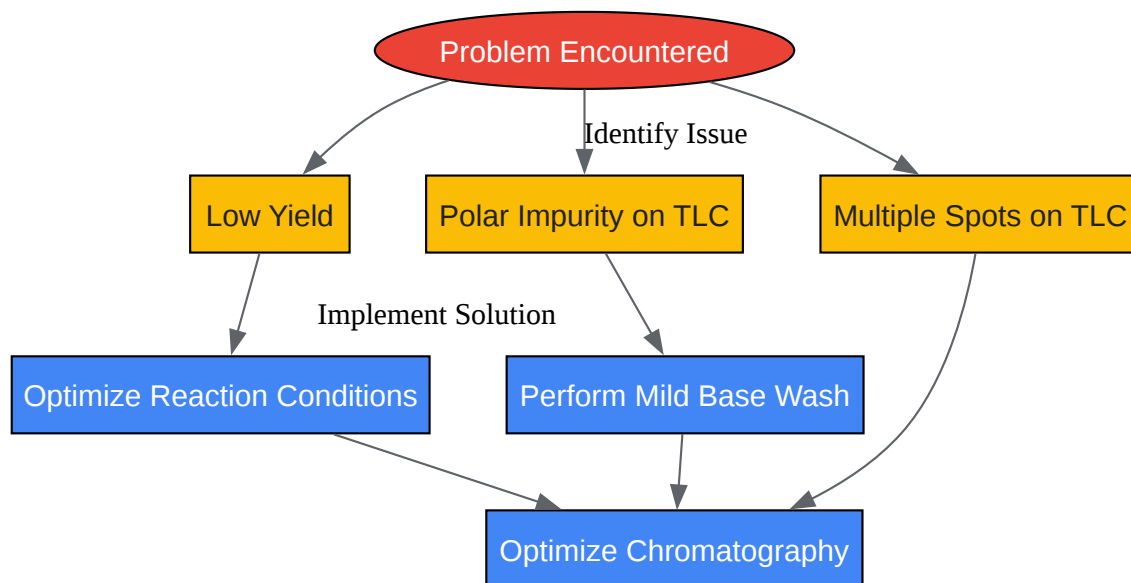 Problem Encountered
Identify Issue
Low Yield
Polar Impurity on TLC
Multiple Spots on TLC
Implement Solution
Optimize Reaction Conditions
Perform Mild Base Wash
Optimize Chromatography